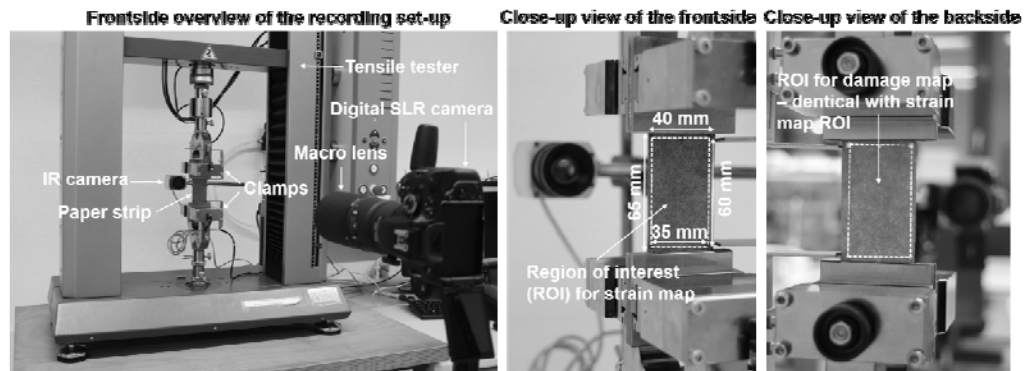 Frontside overview of the recording set-up
Tensile tester
Digital SLR camera
Macro lens
IR camera
Clamps
Paper strip
Close-up view of the frontside
40 mm
65 mm
60 mm
35 mm
Region of interest
(ROI) for strain map
Close-up view of the backside
ROI for damage map
– identical with strain
map ROI